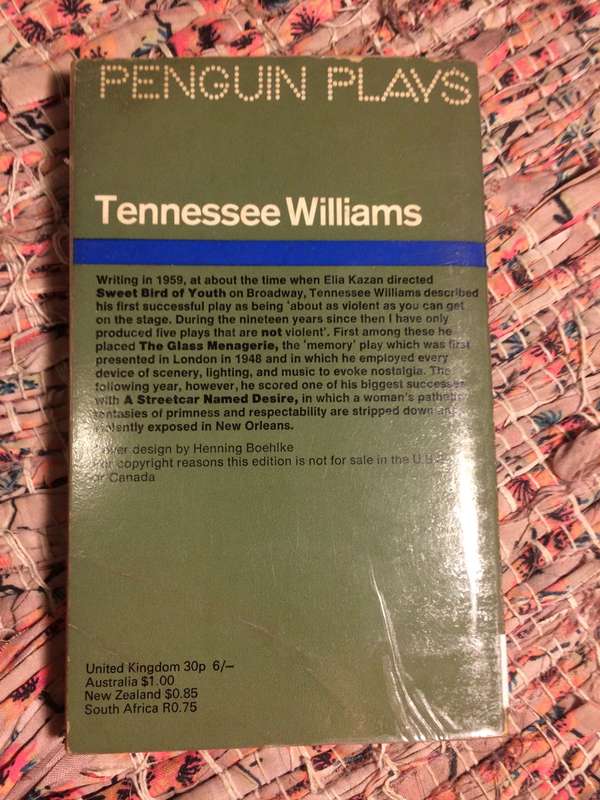 PENGUIN PLAYS
Tennessee Williams
Writing in 1959, at about the time when Elia Kazan directed
Sweet Bird of Youth on Broadway, Tennessee Williams described
his first successful play as being 'about as violent as you can get
on the stage. During the nineteen years since then I have only
produced five plays that are not violent'. First among these he
placed The Glass Menagerie, the 'memory' play which was first
presented in London in 1948 and in which he employed every
device of scenery, lighting, and music to evoke nostalgia. The
following year, however, he scored one of his biggest successes
with A Streetcar Named Desire, in which a woman's pathetic
fantasies of primness and respectability are stripped down and
violently exposed in New Orleans.
Cover design by Henning Boehlke
For copyright reasons this edition is not for sale in the
or Canada
United Kingdom 30p 6/–
Australia $1.00
New Zealand $0.85
South Africa R0.75